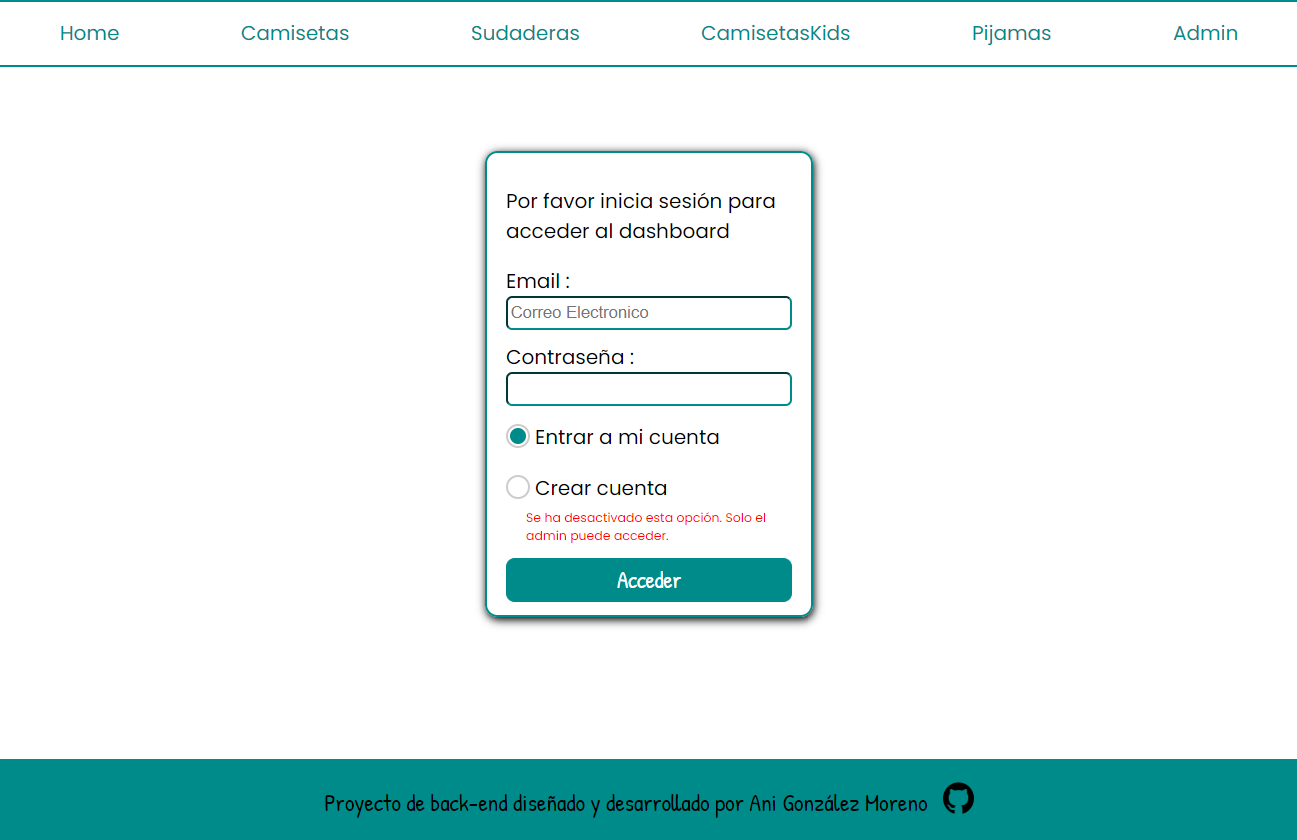 Home Camisetas Sudaderas CamisetasKids Pijamas Admin
Por favor inicia sesión para
acceder al dashboard
Email :
Correo Electronico
Contraseña :
Entrar a mi cuenta
Crear cuenta
Se ha desactivado esta opción. Solo el
admin puede acceder.
Acceder
Proyecto de back-end diseñado y desarrollado por Ani González Moreno